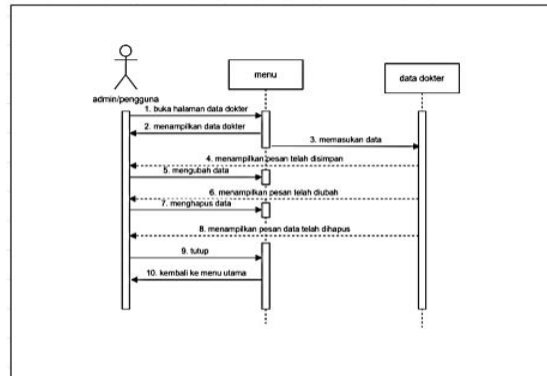 menu
data dokter
admin/pengguna
1. buka halaman data dokter
2. menampilkan data dokter
3. memasukan data
4. menampilkan pesan telah disimpan
5. mengubah data
6. menampilkan pesan telah diubah
7. menghapus data
8. menampilkan pesan data telah dihapus
9. tutup
10. kembali ke menu utama